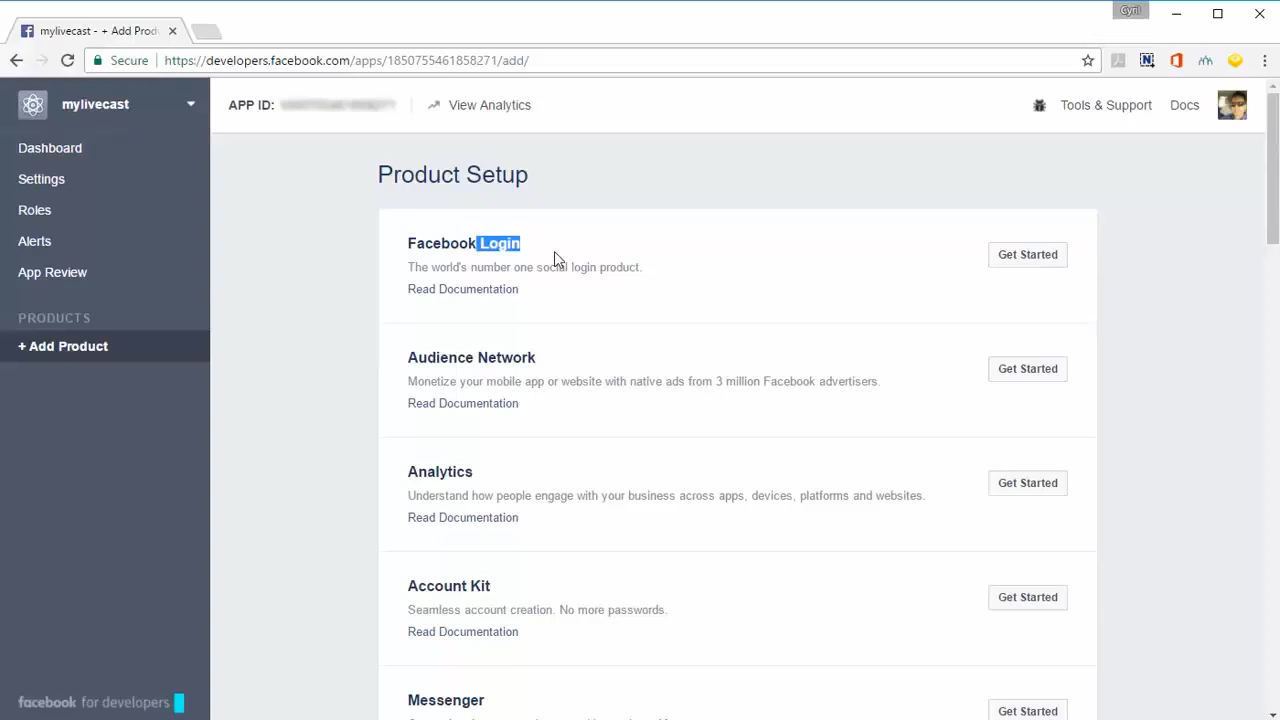 Cyril
mylivecast - + Add Prod
Secure
https://developers.facebook.com/apps/1850755461858271/add/
mylivecast
APP ID:
View Analytics
Tools & Support
Docs
Dashboard
Settings
Roles
Alerts
App Review
PRODUCTS
+ Add Product
Product Setup
Facebook Login
The world's number one social login product.
Read Documentation
Get Started
Audience Network
Monetize your mobile app or website with native ads from 3 million Facebook advertisers.
Read Documentation
Get Started
Analytics
Understand how people engage with your business across apps, devices, platforms and websites.
Read Documentation
Get Started
Account Kit
Seamless account creation. No more passwords.
Read Documentation
Get Started
Messenger
Get Started
facebook for developers